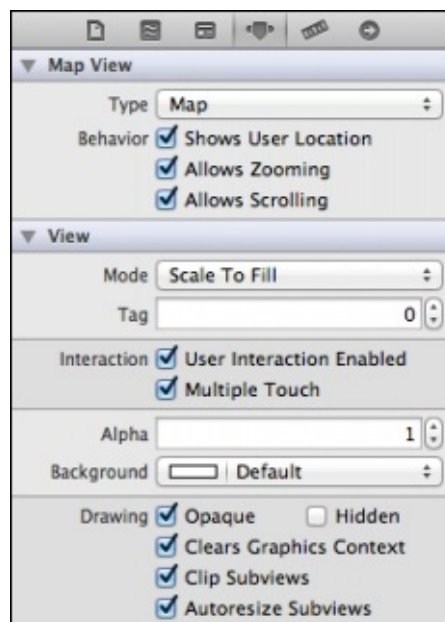 Map View
Type Map
Behavior Shows User Location
Allows Zooming
Allows Scrolling
View
Mode Scale To Fill
Tag 0
Interaction User Interaction Enabled
Multiple Touch
Alpha 1
Background Default
Drawing Opaque Hidden
Clears Graphics Context
Clip Subviews
Autoresize Subviews